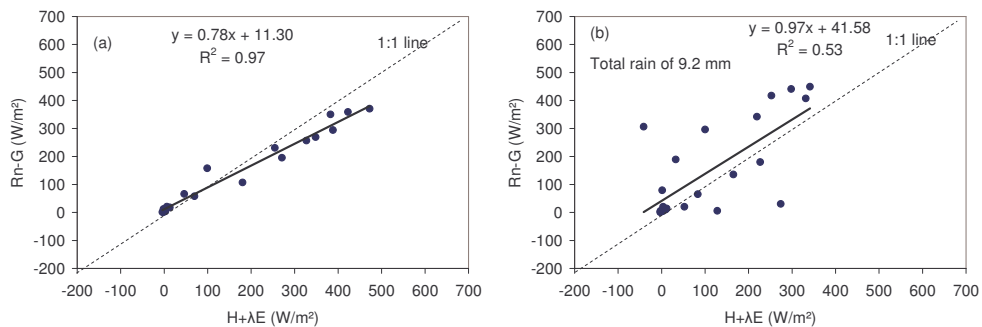 700
600
500
400
300
200
100
0
-100
-200
Rn-G (W/m²)
(a)
y = 0.78x + 11.30
R² = 0.97
1:1 line
-200 -100 0 100 200 300 400 500 600 700
H+λE (W/m²)
700
600
500
400
300
200
100
0
-100
-200
Rn-G (W/m²)
(b)
y = 0.97x + 41.58
R² = 0.53
1:1 line
Total rain of 9.2 mm
-200 -100 0 100 200 300 400 500 600 700
H+λE (W/m²)